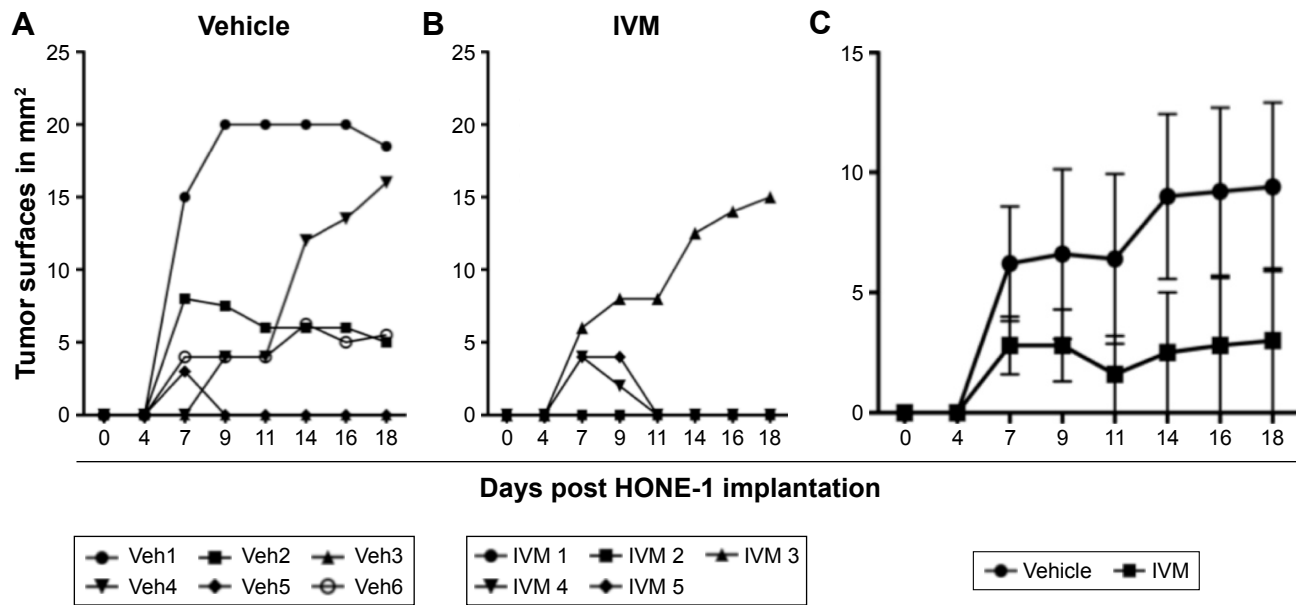 A Vehicle
B IVM
C
Tumor surfaces in mm²
25
20
15
10
5
0
0 4 7 9 11 14 16 18
25
20
15
10
5
0
0 4 7 9 11 14 16 18
15
10
5
0
0 4 7 9 11 14 16 18
Days post HONE-1 implantation
Veh1 Veh2 Veh3
Veh4 Veh5 Veh6
IVM 1 IVM 2 IVM 3
IVM 4 IVM 5
Vehicle IVM